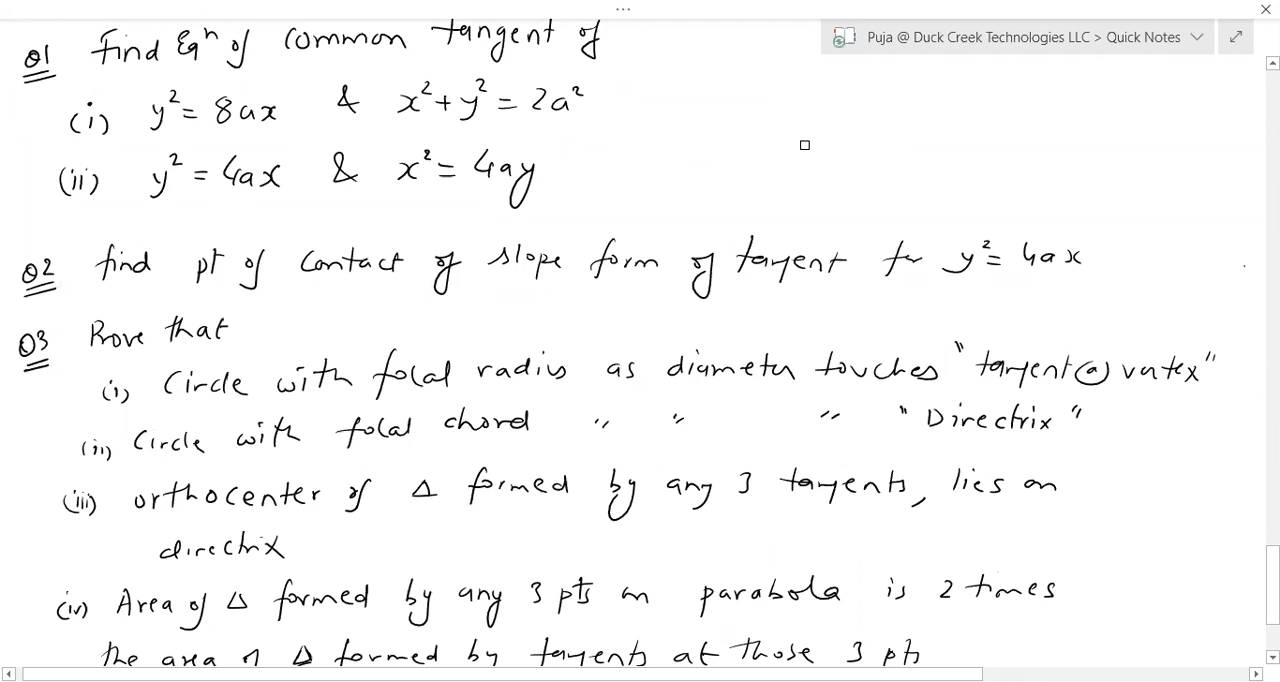 Puja @ Duck Creek Technologies LLC > Quick Notes
Q1 Find Eqⁿ of common tangent of
(i) y² = 8ax & x² + y² = 2a²
(ii) y² = 4ax & x² = 4ay
Q2 find pt of contact of slope form of tangent for y² = 4ax
Q3 Prove that
(i) Circle with focal radius as diameter touches "tangent @ vertex"
(ii) Circle with focal chord " " " "Directrix"
(iii) orthocenter of Δ formed by any 3 tangents, lies on
directrix
(iv) Area of Δ formed by any 3 pts on parabola is 2 times
the area of Δ formed by tangents at those 3 pts